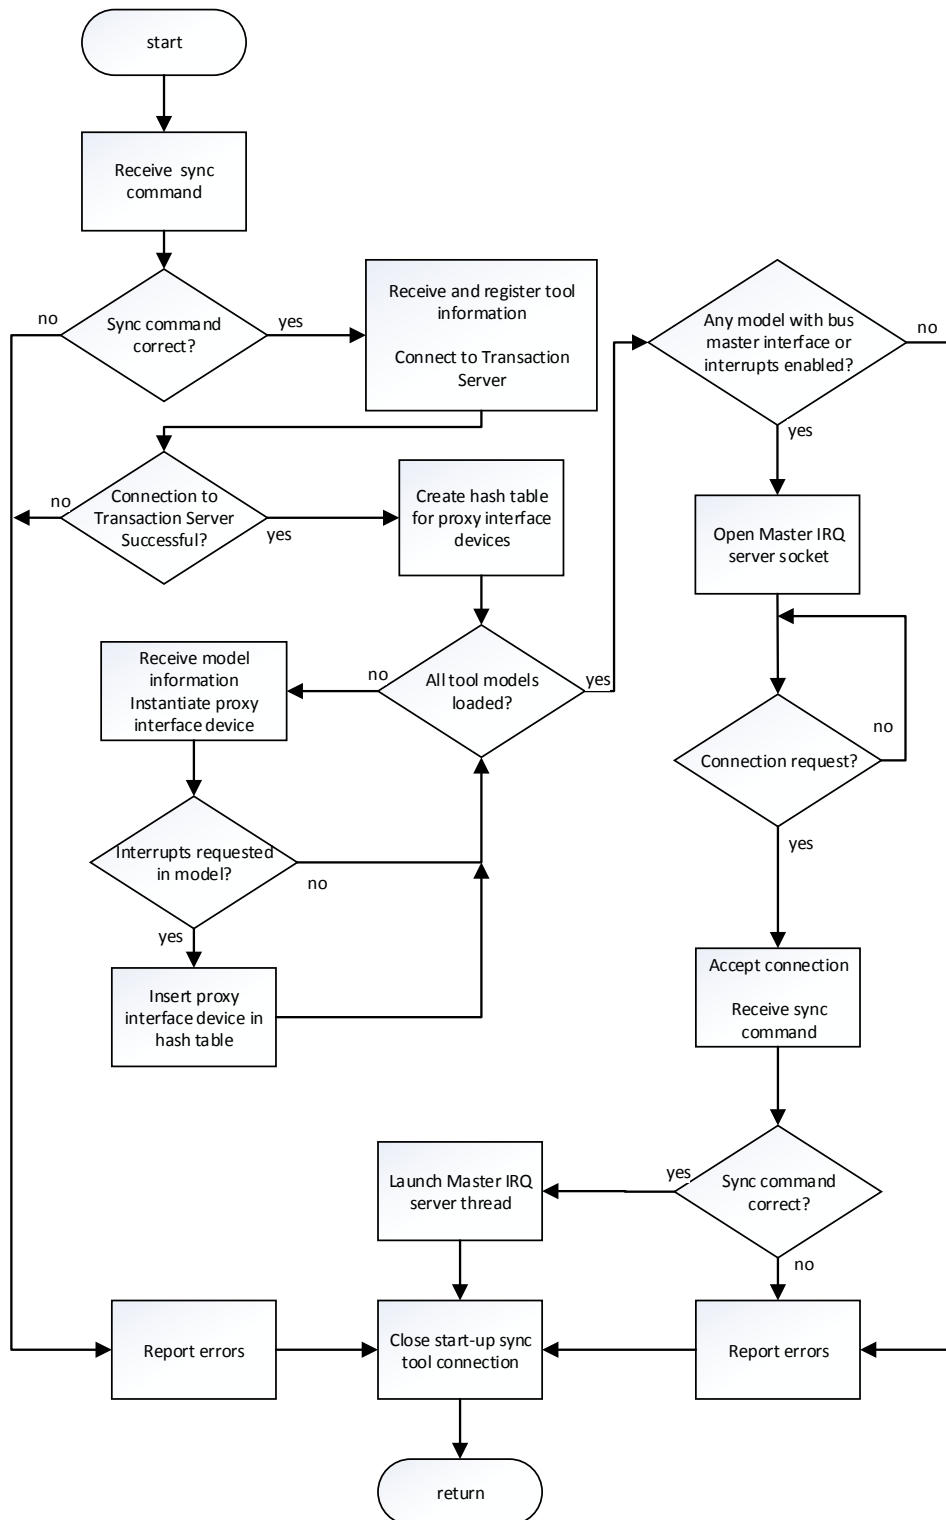 start
Receive sync
command
Sync command
correct?
no
yes
Receive and register tool
information
Connect to Transaction
Server
Any model with bus
master interface or
interrupts enabled?
no
yes
Connection to
Transaction Server
Successful?
no
yes
Create hash table
for proxy interface
devices
Open Master IRQ
server socket
Receive model
information
Instantiate proxy
interface device
no
All tool models
loaded?
yes
Connection request?
no
yes
Interrupts requested
in model?
no
yes
Insert proxy
interface device in
hash table
Accept connection
Receive sync
command
Launch Master IRQ
server thread
yes
Sync command
correct?
no
Report errors
Close start-up sync
tool connection
Report errors
return